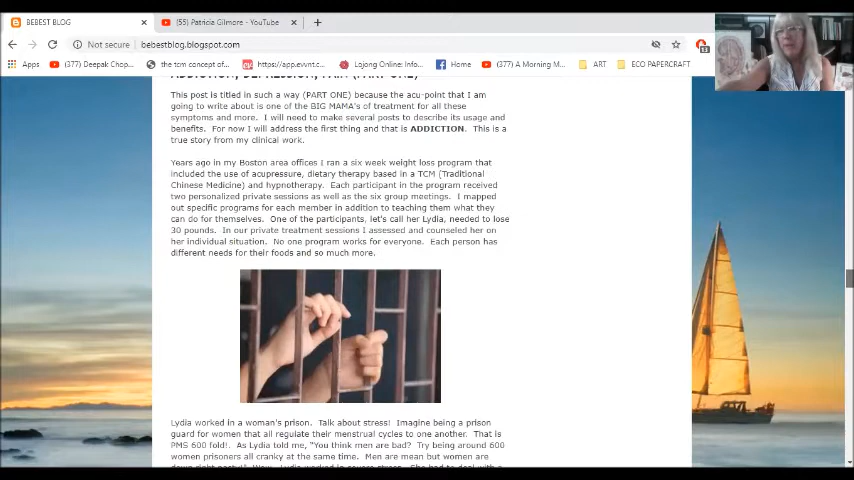 BEBEST BLOG
(55) Patricia Gilmore - YouTube
Not secure | bebestblog.blogspot.com
13
Apps (377) Deepak Chop... the tcm concept of... https://app.evvnt.c... Lojong Online: Inte... Home (377) A Morning M... ART ECO PAPERCRAFT
ADDICTION, DEPRESSION, PAIN (PART ONE)
This post is titled in such a way (PART ONE) because the acu-point that I am
going to write about is one of the BIG MAMA's of treatment for all these
symptoms and more. I will need to make several posts to describe its usage and
benefits. For now I will address the first thing and that is ADDICTION. This is a
true story from my clinical work.
Years ago in my Boston area offices I ran a six week weight loss program that
included the use of acupressure, dietary therapy based in a TCM (Traditional
Chinese Medicine) and hypnotherapy. Each participant in the program received
two personalized private sessions as well as the six group meetings. I mapped
out specific programs for each member in addition to teaching them what they
can do for themselves. One of the participants, let's call her Lydia, needed to lose
30 pounds. In our private treatment sessions I assessed and counseled her on
her individual situation. No one program works for everyone. Each person has
different needs for their foods and so much more.
Lydia worked in a woman's prison. Talk about stress! Imagine being a prison
guard for women that all regulate their menstrual cycles to one another. That is
PMS 600 fold!. As Lydia told me, "You think men are bad? Try being around 600
women prisoners all cranky at the same time. Men are mean but women are